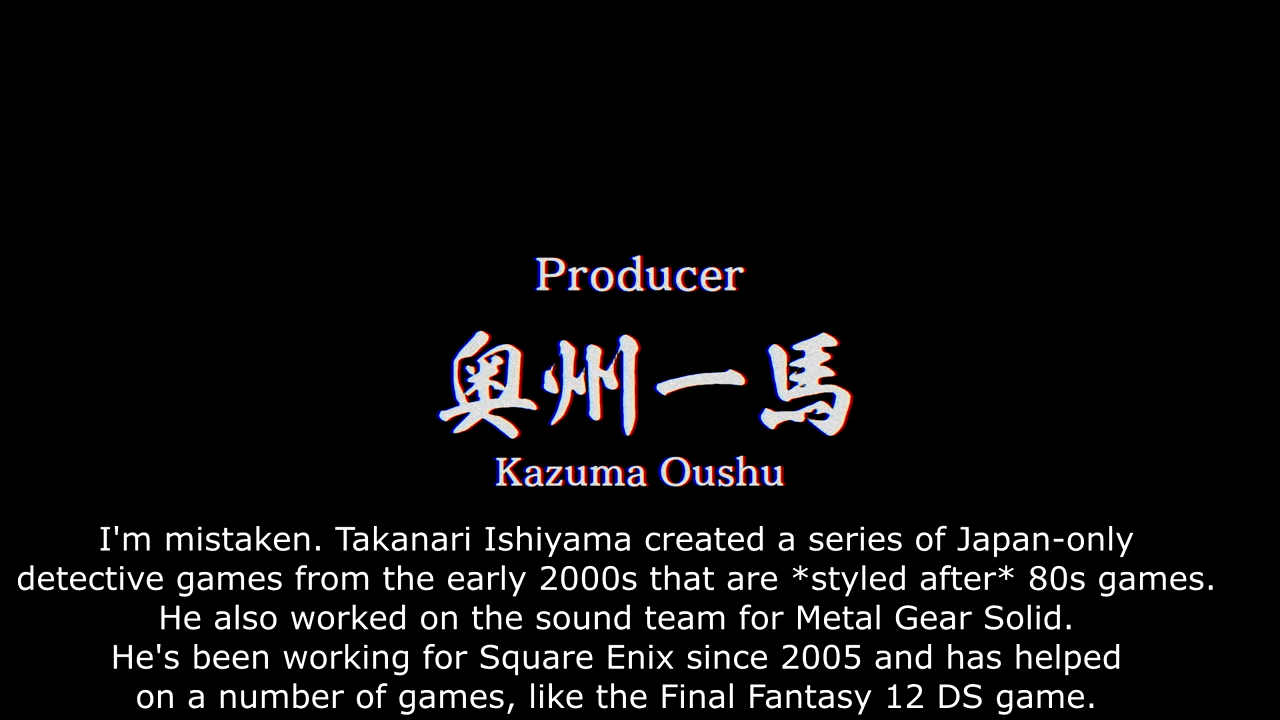 Producer
奥州一馬
Kazuma Oushu
I'm mistaken. Takanari Ishiyama created a series of Japan-only
detective games from the early 2000s that are *styled after* 80s games.
He also worked on the sound team for Metal Gear Solid.
He's been working for Square Enix since 2005 and has helped
on a number of games, like the Final Fantasy 12 DS game.